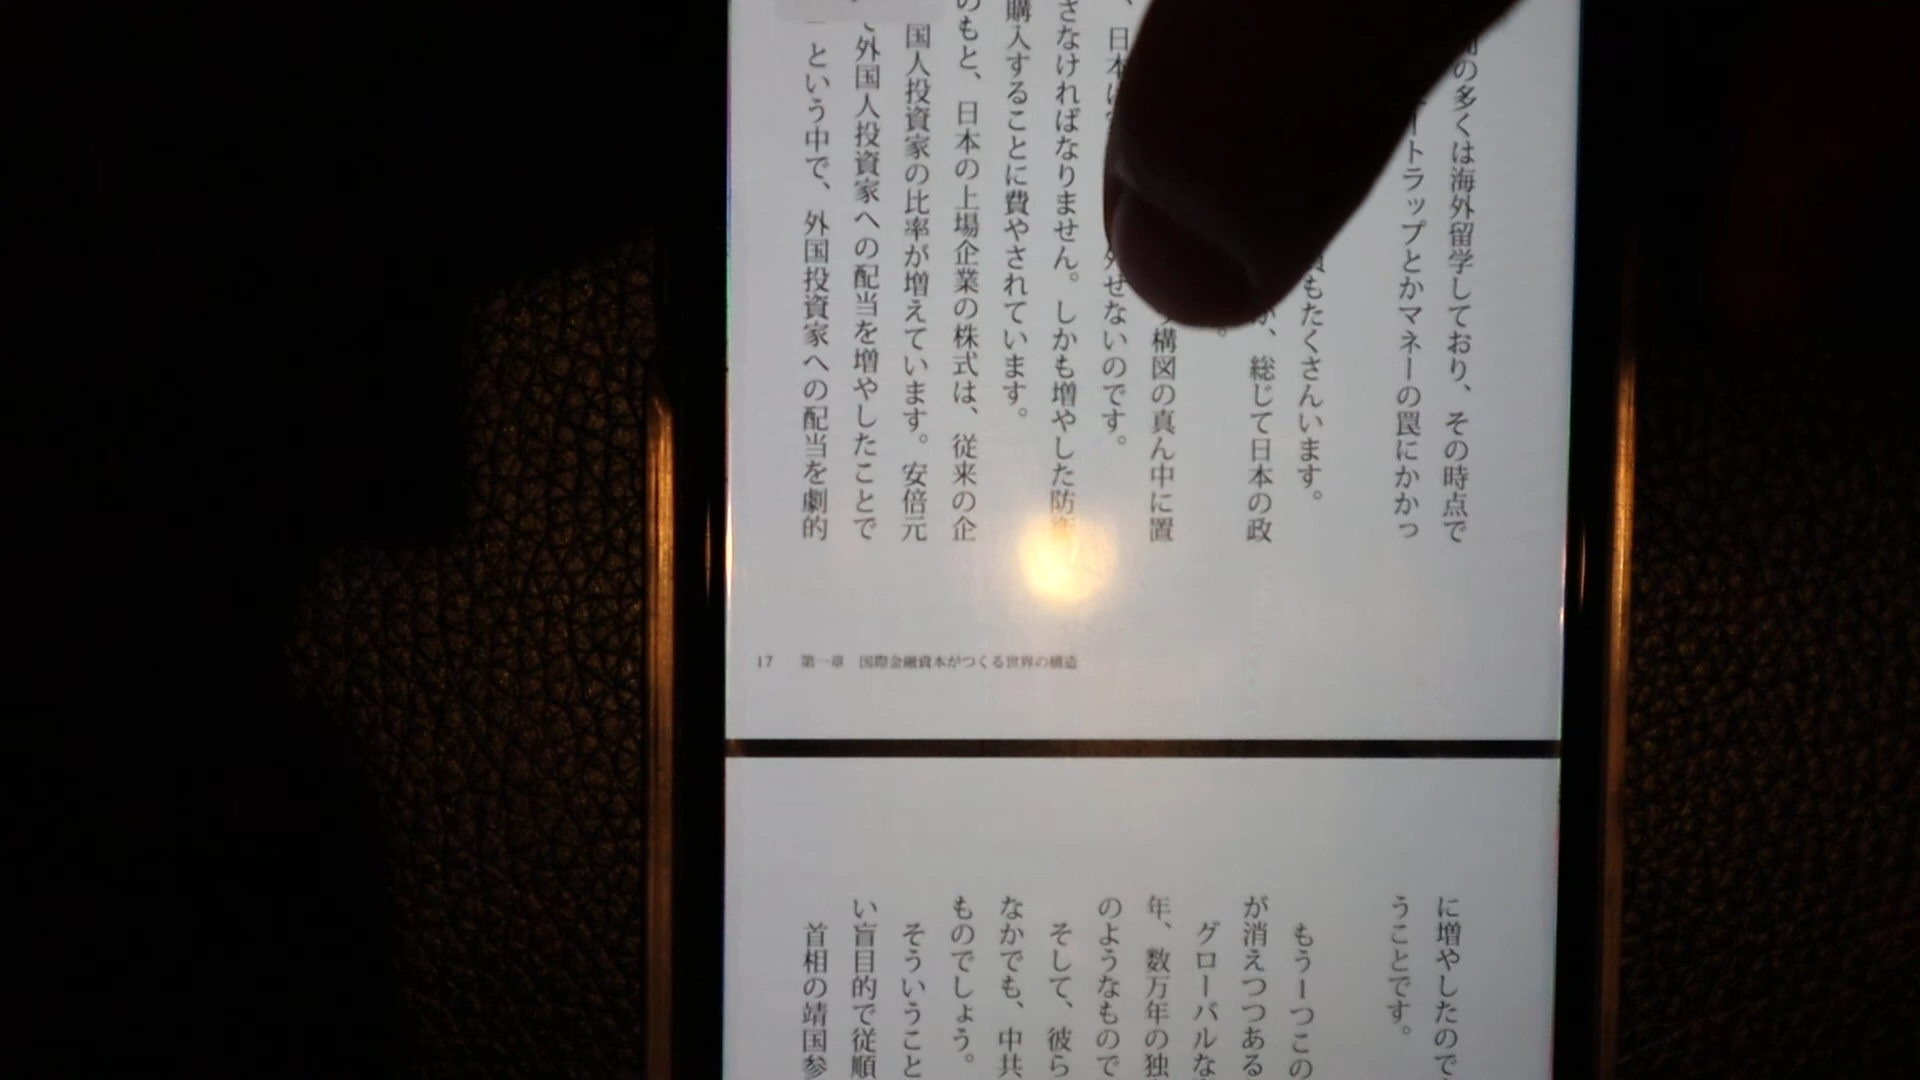 の多くは海外留学しており、その時点で
トラップとかマネーの罠にかかっ
もたくさんいます。
、総じて日本の政
構図の真ん中に置
、日本に
せないのです。
さなければなりません。しかも増やした防衛
購入することに費やされています。
のもと、日本の上場企業の株式は、従来の企
国人投資家の比率が増えています。安倍元
外国人投資家への配当を増やしたことで
という中で、外国投資家への配当を劇的
17 第一章 国際金融資本がつくる世界の構造
に増やしたので
うことです。
もう一つこの
が消えつつある
グローバルな
年、数万年の独
のようなもので
そして、彼ら
なかでも、中共
ものでしょう。
そういうこと
い盲目的で従順
首相の靖国参